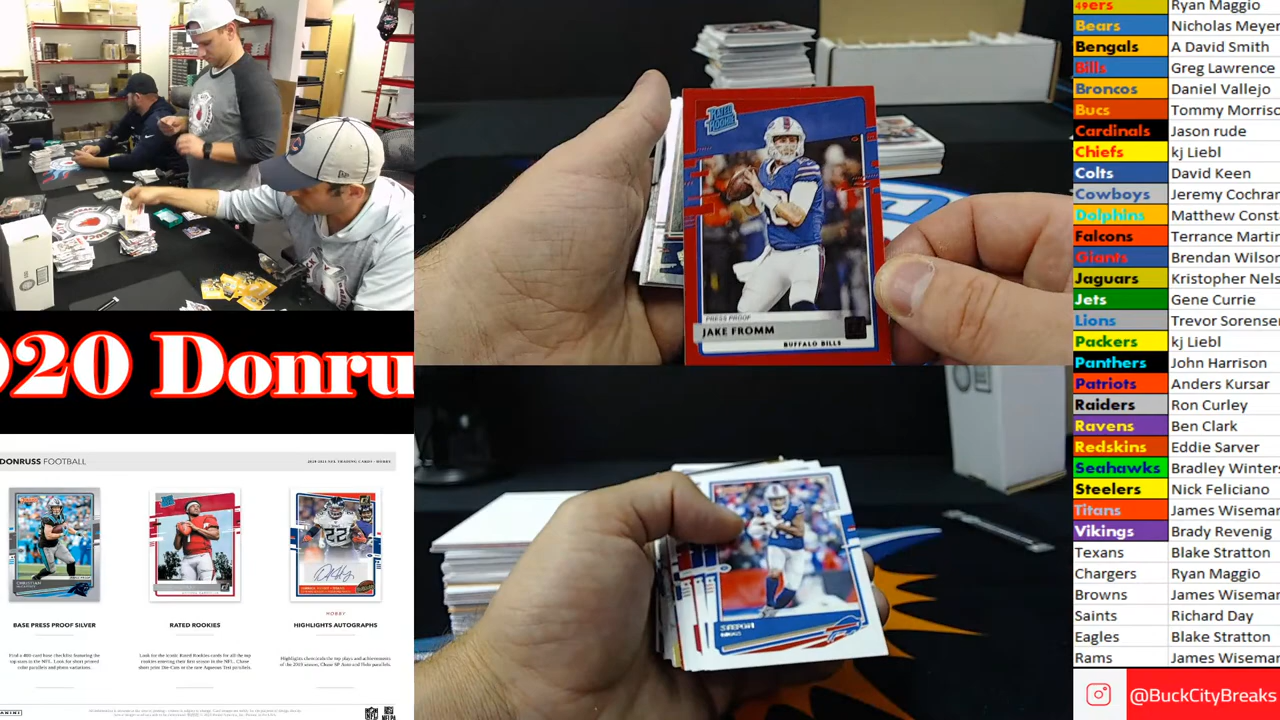 020 Donru
DONRUSS FOOTBALL
BASE PRESS PROOF SILVER
RATED ROOKIES
HOBBY
HIGHLIGHTS AUTOGRAPHS
PANINI
RATED
ROOKIE
PRESS PROOF
JAKE FROMM
BUFFALO BILLS
49ers Ryan Maggio
Bears Nicholas Meyer
Bengals A David Smith
Bills Greg Lawrence
Broncos Daniel Vallejo
Bucs Tommy Morriso
Cardinals Jason rude
Chiefs kj Liebl
Colts David Keen
Cowboys Jeremy Cochran
Dolphins Matthew Const
Falcons Terrance Martin
Giants Brendan Wilson
Jaguars Kristopher Nels
Jets Gene Currie
Lions Trevor Sorensen
Packers kj Liebl
Panthers John Harrison
Patriots Anders Kursar
Raiders Ron Curley
Ravens Ben Clark
Redskins Eddie Sarver
Seahawks Bradley Winters
Steelers Nick Feliciano
Titans James Wiseman
Vikings Brady Revenig
Texans Blake Stratton
Chargers Ryan Maggio
Browns James Wiseman
Saints Richard Day
Eagles Blake Stratton
Rams James Wiseman
@BuckCityBreaks